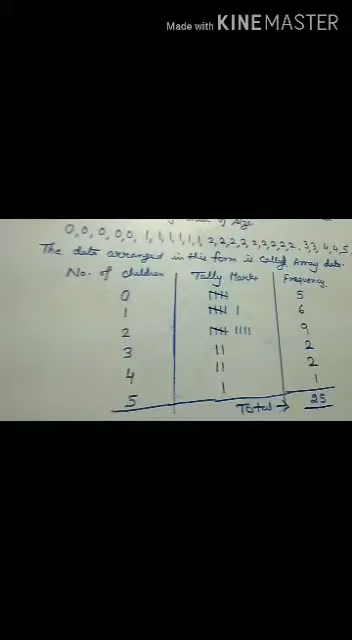 Made with KINEMASTER
of Size
0, 0, 0, 0, 0, 1, 1, 1, 1, 1, 1, 2, 2, 2, 2, 2, 2, 2, 2, 2, 3, 3, 4, 4, 5
The data arranged in this form is called Array data.
No. of children Tally Marks Frequency
0 𝍸 5
1 𝍸 | 6
2 𝍸 |||| 9
3 || 2
4 || 2
5 | 1
Total → 25